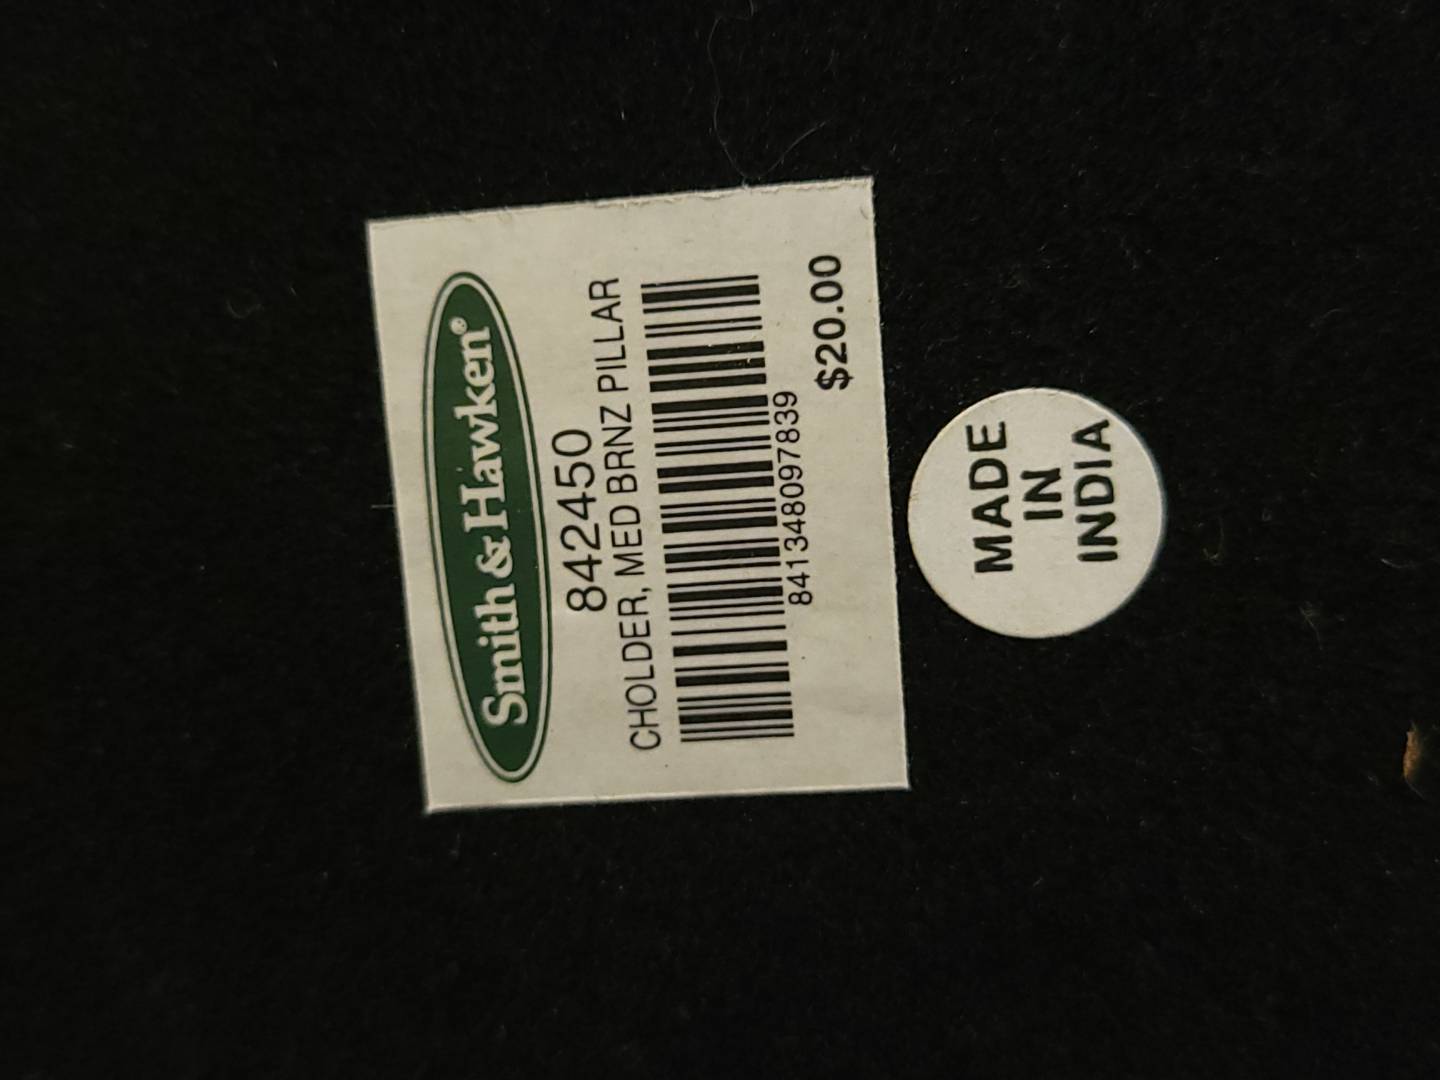 Smith & Hawken®
842450
CHOLDER, MED BRNZ PILLAR
841348097839
$20.00
MADE
IN
INDIA